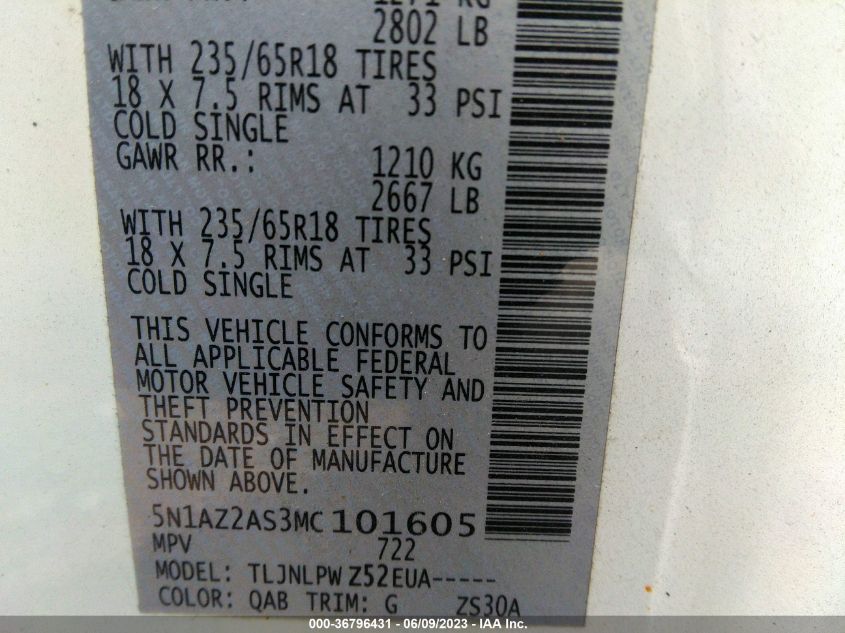 2802 LB
WITH 235/65R18 TIRES
18 X 7.5 RIMS AT 33 PSI
COLD SINGLE
GAWR RR.: 1210 KG
2667 LB
WITH 235/65R18 TIRES
18 X 7.5 RIMS AT 33 PSI
COLD SINGLE
THIS VEHICLE CONFORMS TO
ALL APPLICABLE FEDERAL
MOTOR VEHICLE SAFETY AND
THEFT PREVENTION
STANDARDS IN EFFECT ON
THE DATE OF MANUFACTURE
SHOWN ABOVE.
5N1AZ2AS3MC101605
MPV 722
MODEL: TLJNLPW Z52EUA-----
COLOR: QAB TRIM: G ZS30A
000-36796431 - 06/09/2023 - IAA Inc.